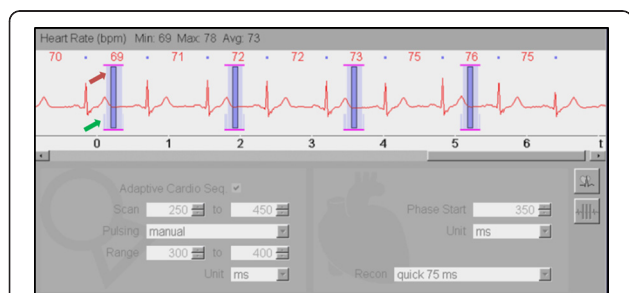 Heart Rate (bpm) Min: 69 Max: 78 Avg: 73
70 · 69 · 71 · 72 · 72 · 73 · 75 · 76 · 75 ·
0 1 2 3 4 5 6 t
Adaptive Cardio Seq.
Scan 250 to 450
Phase Start 350
Pulsing manual
Unit ms
Range 300 to 400
Unit ms
Recon quick 75 ms